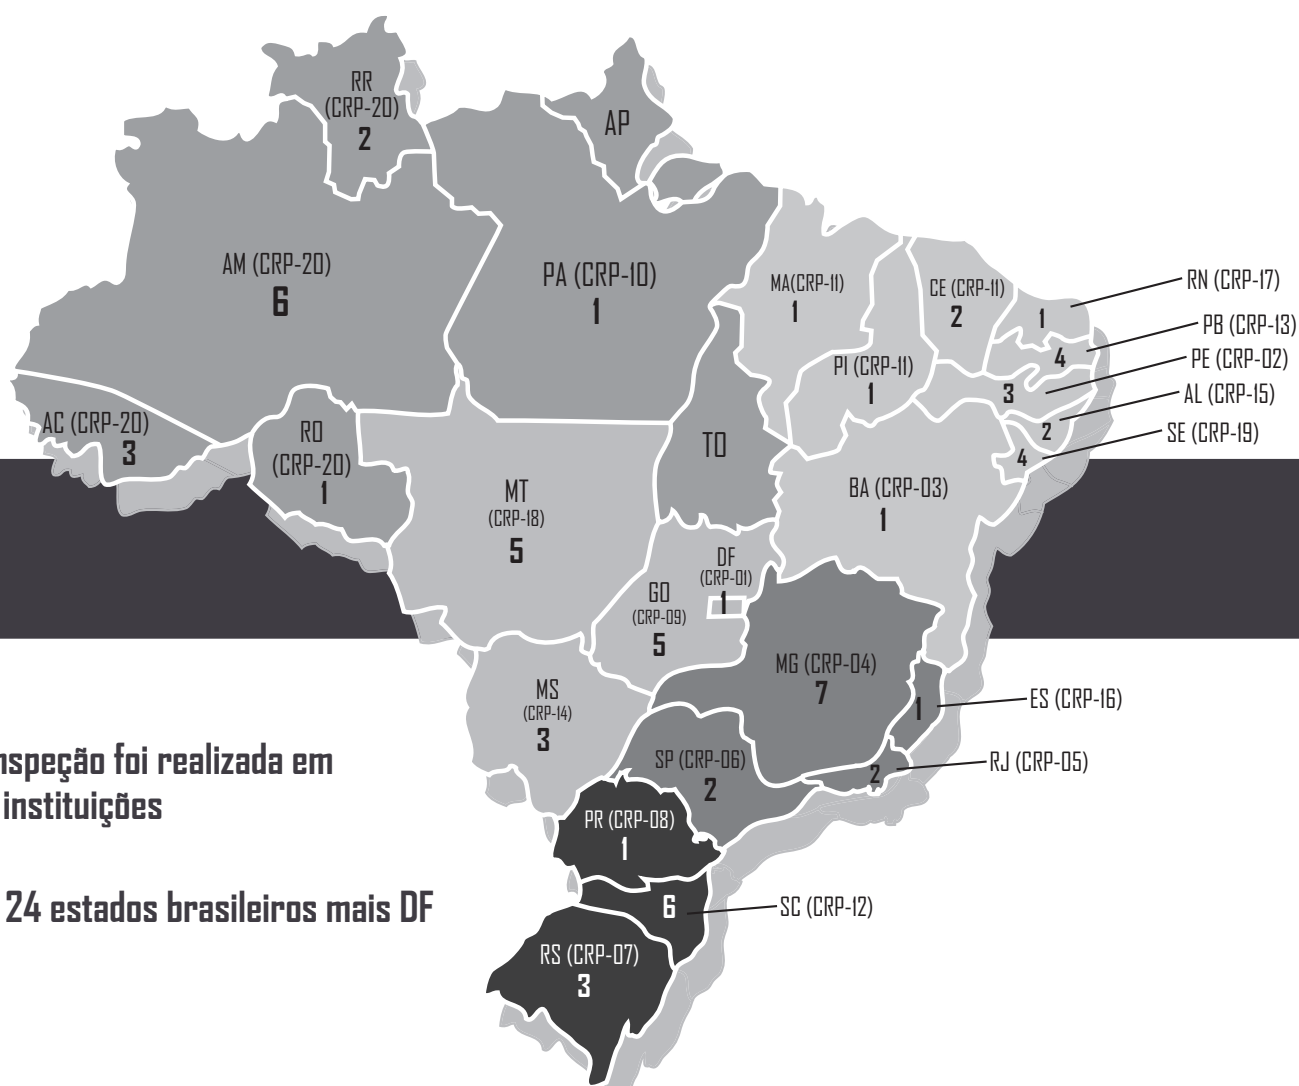 RR
(CRP-20)
2
AP
AM (CRP-20)
6
PA (CRP-10)
1
MA(CRP-11)
1
CE (CRP-11)
2
RN (CRP-17)
1
PB (CRP-13)
4
PE (CRP-02)
3
AL (CRP-15)
2
SE (CRP-19)
4
PI (CRP-11)
1
AC (CRP-20)
3
RO
(CRP-20)
1
TO
MT
(CRP-18)
5
BA (CRP-03)
1
DF
(CRP-01)
1
GO
(CRP-09)
5
MG (CRP-04)
7
MS
(CRP-14)
3
ES (CRP-16)
1
SP (CRP-06)
2
RJ (CRP-05)
2
PR (CRP-08)
1
SC (CRP-12)
6
RS (CRP-07)
3
nspeção foi realizada em
instituições
24 estados brasileiros mais DF